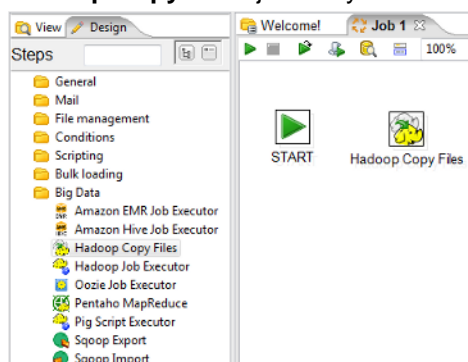 View Design
Welcome! Job 1
Steps
100%
General
Mail
File management
Conditions
Scripting
Bulk loading
Big Data
Amazon EMR Job Executor
Amazon Hive Job Executor
Hadoop Copy Files
Hadoop Job Executor
Oozie Job Executor
Pentaho MapReduce
Pig Script Executor
Sqoop Export
Sqoop Import
START
Hadoop Copy Files